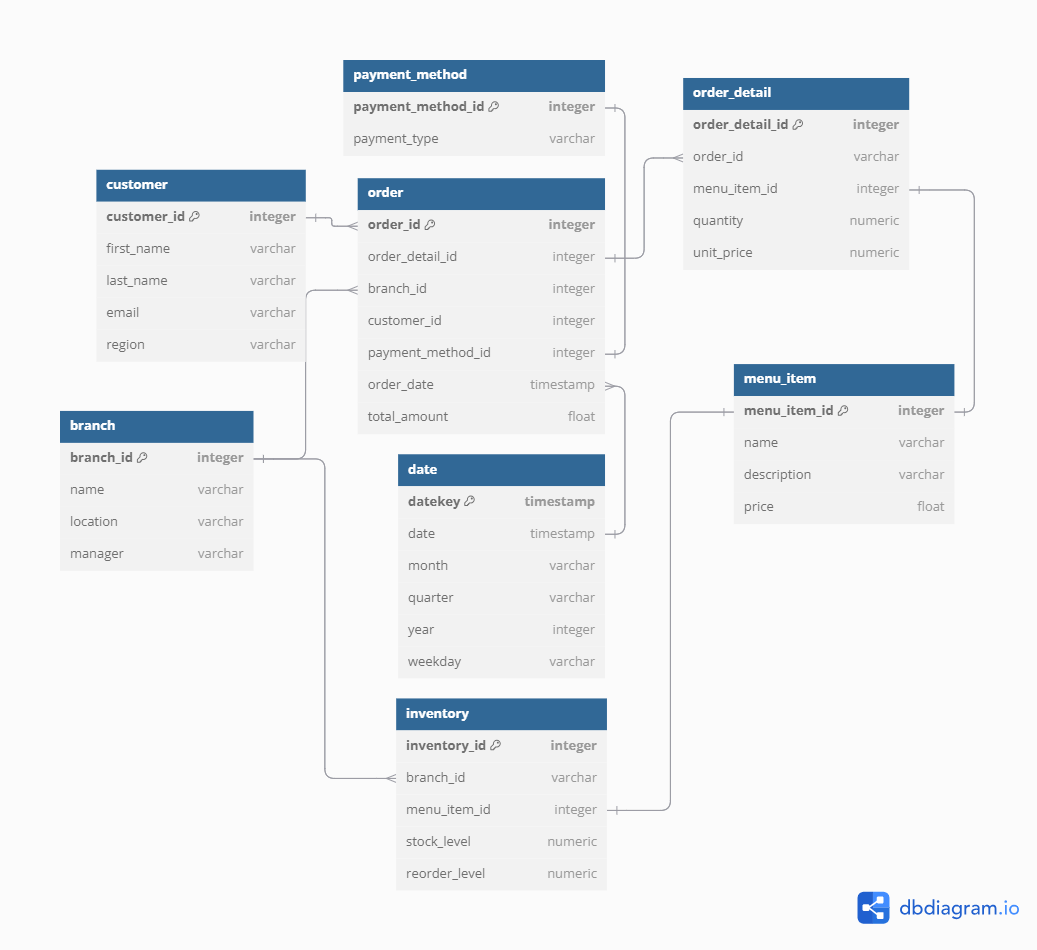 payment_method
payment_method_id integer
payment_type varchar
order_detail
order_detail_id integer
order_id varchar
menu_item_id integer
quantity numeric
unit_price numeric
customer
customer_id integer
first_name varchar
last_name varchar
email varchar
region varchar
order
order_id integer
order_detail_id integer
branch_id integer
customer_id integer
payment_method_id integer
order_date timestamp
total_amount float
menu_item
menu_item_id integer
name varchar
description varchar
price float
branch
branch_id integer
name varchar
location varchar
manager varchar
date
datekey timestamp
date timestamp
month varchar
quarter varchar
year integer
weekday varchar
inventory
inventory_id integer
branch_id varchar
menu_item_id integer
stock_level numeric
reorder_level numeric
dbdiagram.io